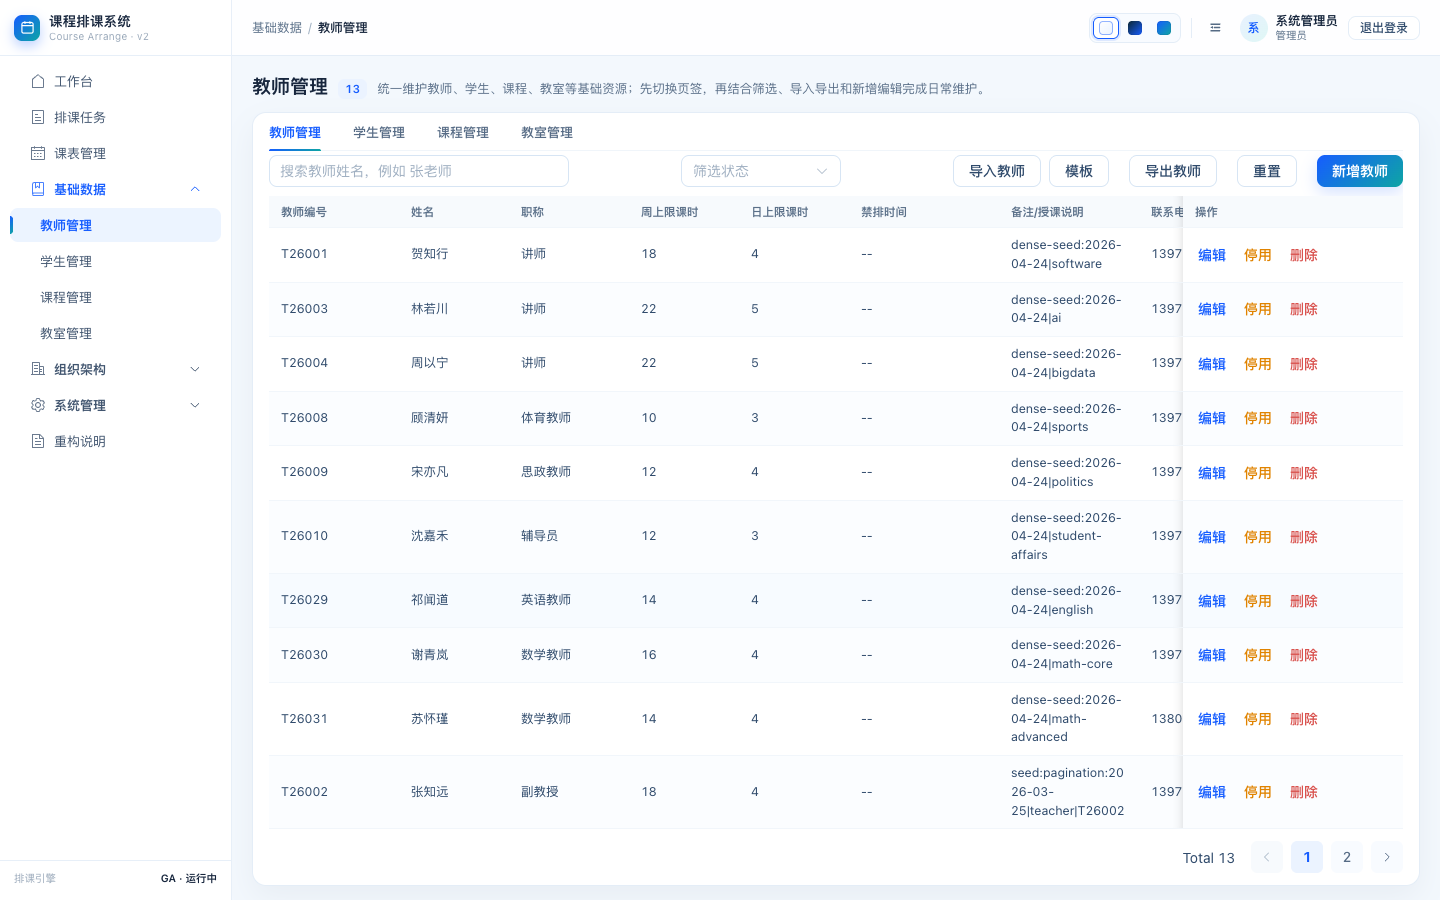 课程排课系统
Course Arrange · v2
基础数据 / 教师管理
系
系统管理员
管理员
退出登录
工作台
排课任务
课表管理
基础数据
教师管理
学生管理
课程管理
教室管理
组织架构
系统管理
重构说明
排课引擎
GA · 运行中
教师管理 13 统一维护教师、学生、课程、教室等基础资源；先切换页签，再结合筛选、导入导出和新增编辑完成日常维护。
教师管理 学生管理 课程管理 教室管理
搜索教师姓名，例如 张老师 筛选状态 导入教师 模板 导出教师 重置 新增教师
教师编号 姓名 职称 周上限课时 日上限课时 禁排时间 备注/授课说明 联系电 操作
T26001 贺知行 讲师 18 4 -- dense-seed:2026-
04-24|software 1397 编辑 停用 删除
T26003 林若川 讲师 22 5 -- dense-seed:2026-
04-24|ai 1397 编辑 停用 删除
T26004 周以宁 讲师 22 5 -- dense-seed:2026-
04-24|bigdata 1397 编辑 停用 删除
T26008 顾清妍 体育教师 10 3 -- dense-seed:2026-
04-24|sports 1397 编辑 停用 删除
T26009 宋亦凡 思政教师 12 4 -- dense-seed:2026-
04-24|politics 1397 编辑 停用 删除
T26010 沈嘉禾 辅导员 12 3 -- dense-seed:2026-
04-24|student-
affairs 1397 编辑 停用 删除
T26029 祁闻道 英语教师 14 4 -- dense-seed:2026-
04-24|english 1397 编辑 停用 删除
T26030 谢青岚 数学教师 16 4 -- dense-seed:2026-
04-24|math-core 1397 编辑 停用 删除
T26031 苏怀瑾 数学教师 14 4 -- dense-seed:2026-
04-24|math-
advanced 1380 编辑 停用 删除
T26002 张知远 副教授 18 4 -- seed:pagination:20
26-03-
25|teacher|T26002 1397 编辑 停用 删除
Total 13 1 2